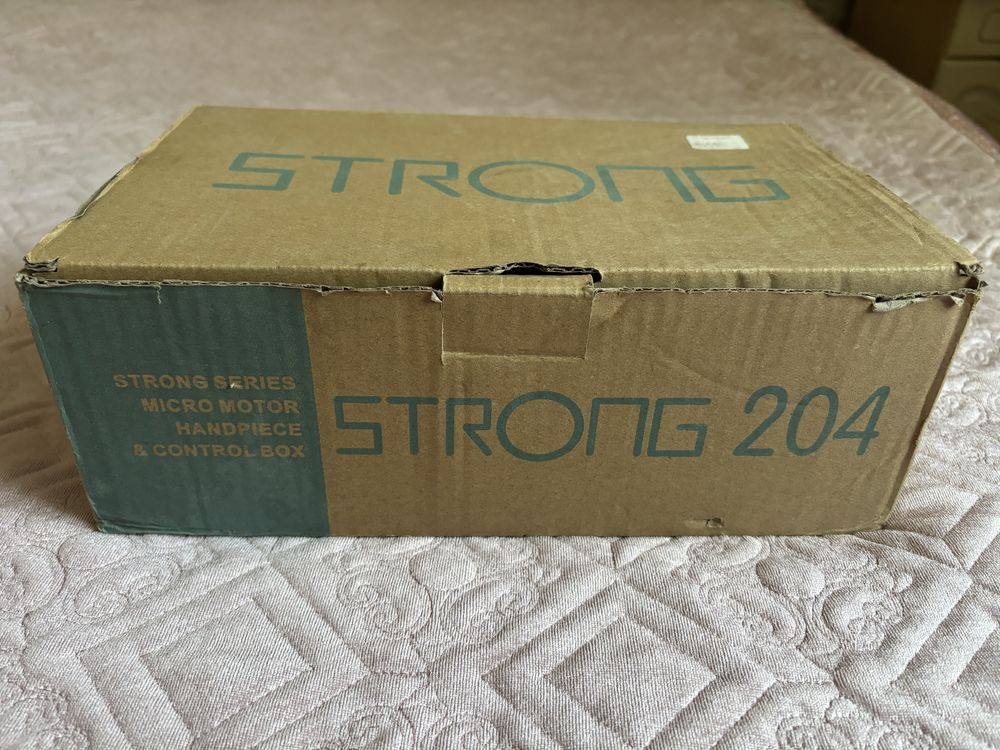 STRONG
STRONG SERIES
MICRO MOTOR
HANDPIECE
& CONTROL BOX
STRONG 204